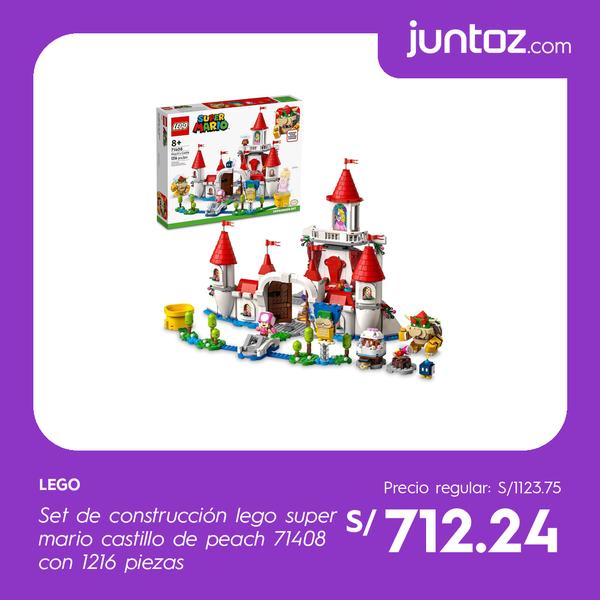 juntoz.com
LEGO
SUPER
MARIO
8+
71408
LEGO
Precio regular: S/1123.75
Set de construcción lego super
mario castillo de peach 71408
con 1216 piezas
S/ 712.24